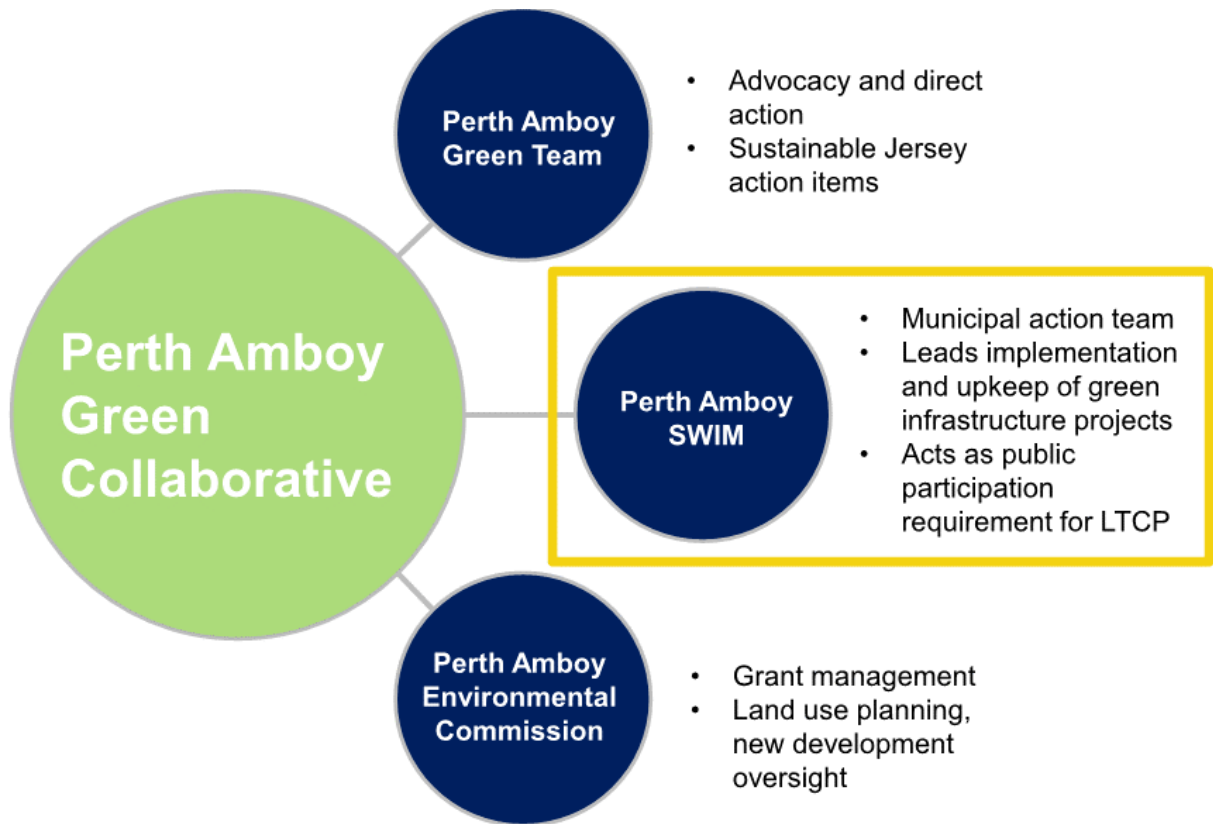 Perth Amboy
Green
Collaborative
Perth Amboy
Green Team
• Advocacy and direct
action
• Sustainable Jersey
action items
Perth Amboy
SWIM
• Municipal action team
• Leads implementation
and upkeep of green
infrastructure projects
• Acts as public
participation
requirement for LTCP
Perth Amboy
Environmental
Commission
• Grant management
• Land use planning,
new development
oversight